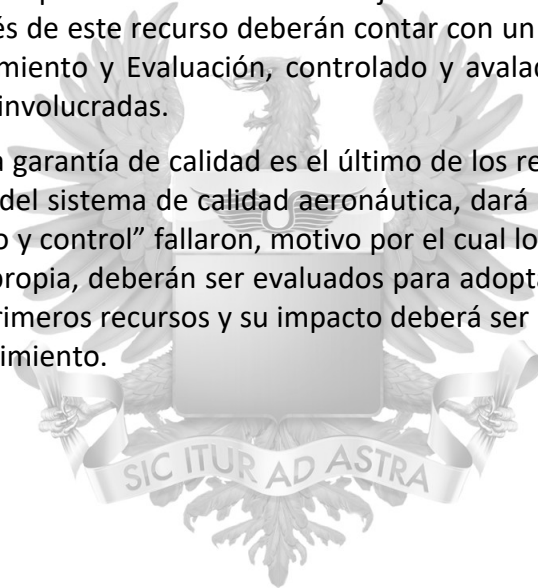 és de este recurso deberán contar con un
miento y Evaluación, controlado y avalad
involucradas.
garantía de calidad es el último de los re
del sistema de calidad aeronáutica, dará
o y control” fallaron, motivo por el cual lo
propia, deberán ser evaluados para adopta
rimeros recursos y su impacto deberá ser
imiento.
SIC ITUR AD ASTRA